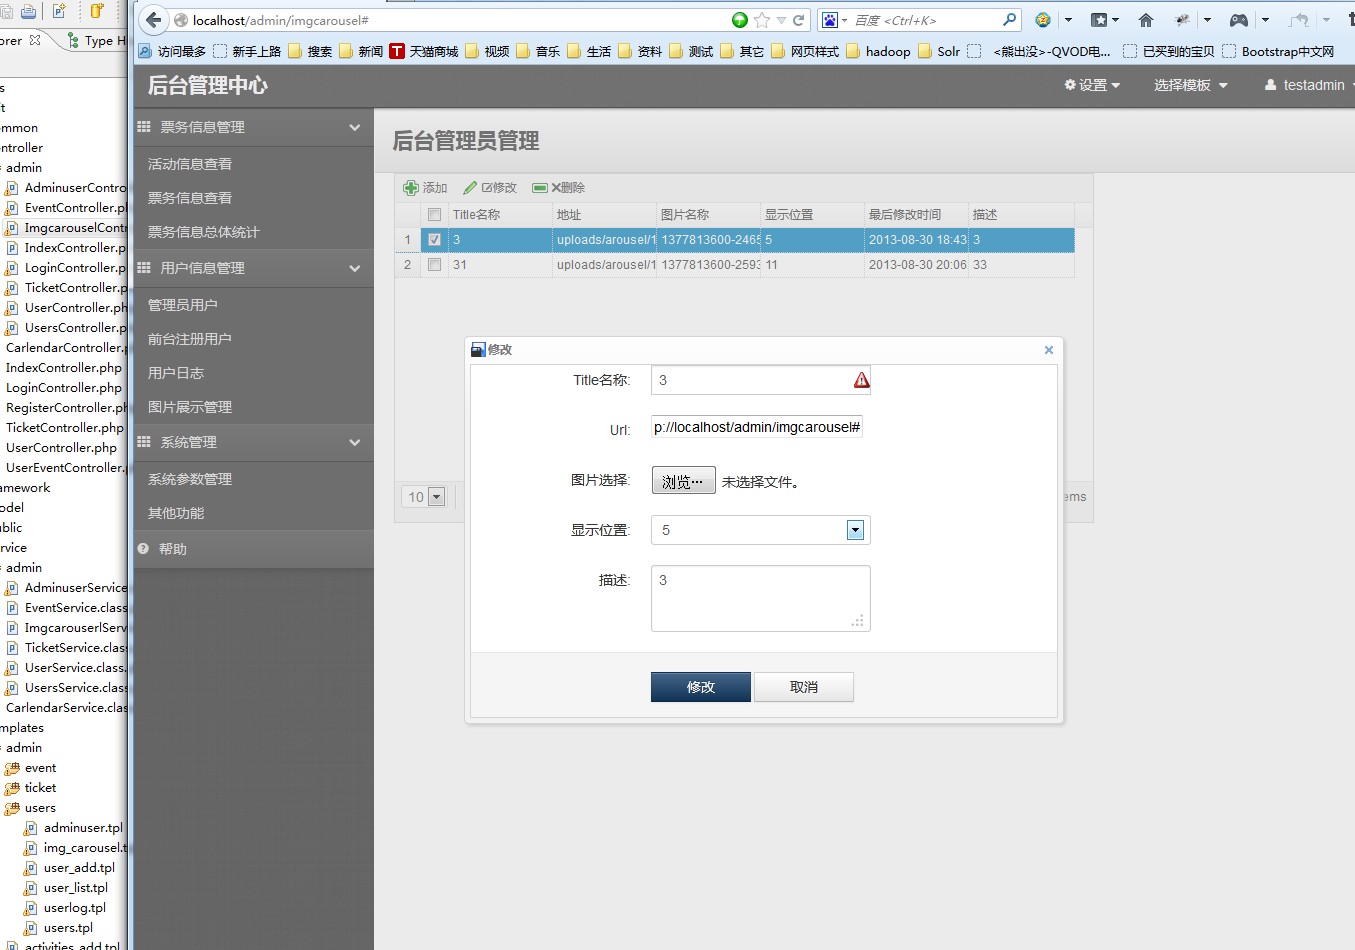 orer
Type H
s
it
ommon
ontroller
admin
AdminuserContro
EventController.pl
ImgcarouselContr
IndexController.p
LoginController.p
TicketController.p
UserController.ph
UsersController.p
CarlendarController.p
IndexController.php
LoginController.php
RegisterController.ph
TicketController.php
UserController.php
UserEventController.
amework
odel
ublic
rvice
admin
AdminuserService
EventService.class
ImgcarouserlServ
TicketService.clas
UserService.class.
UsersService.class
CarlendarService.clas
mplates
admin
event
ticket
users
adminuser.tpl
img_carousel.t
user_add.tpl
user_list.tpl
userlog.tpl
users.tpl
activities_add.tpl
localhost/admin/imgcarousel#
百度 <Ctrl+K>
访问最多 新手上路 搜索 新闻 T 天猫商城 视频 音乐 生活 资料 测试 其它 网页样式 hadoop Solr <熊出没>-QVOD电... 已买到的宝贝 Bootstrap中文网
后台管理中心
设置 选择模板 testadmin
票务信息管理
活动信息查看
票务信息查看
票务信息总体统计
用户信息管理
管理员用户
前台注册用户
用户日志
图片展示管理
系统管理
系统参数管理
其他功能
帮助
后台管理员管理
添加 修改 删除
Title名称 地址 图片名称 显示位置 最后修改时间 描述
1 3 uploads/arousel/1 1377813600-2465 5 2013-08-30 18:43 3
2 31 uploads/arousel/1 1377813600-2593 11 2013-08-30 20:06 33
10
ems
修改
Title名称: 3
Url: p://localhost/admin/imgcarousel#
图片选择: 浏览… 未选择文件。
显示位置: 5
描述: 3
修改 取消